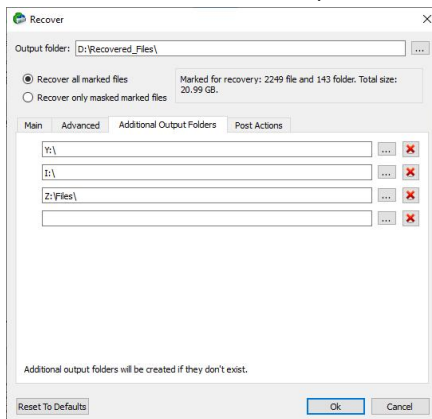 Recover
Output folder: D:\Recovered_Files\ ...
Recover all marked files
Recover only masked marked files
Marked for recovery: 2249 file and 143 folder. Total size:
20.99 GB.
Main Advanced Additional Output Folders Post Actions
Y:\ ...
I:\ ...
Z:\Files\ ...
...
Additional output folders will be created if they don't exist.
Reset To Defaults Ok Cancel